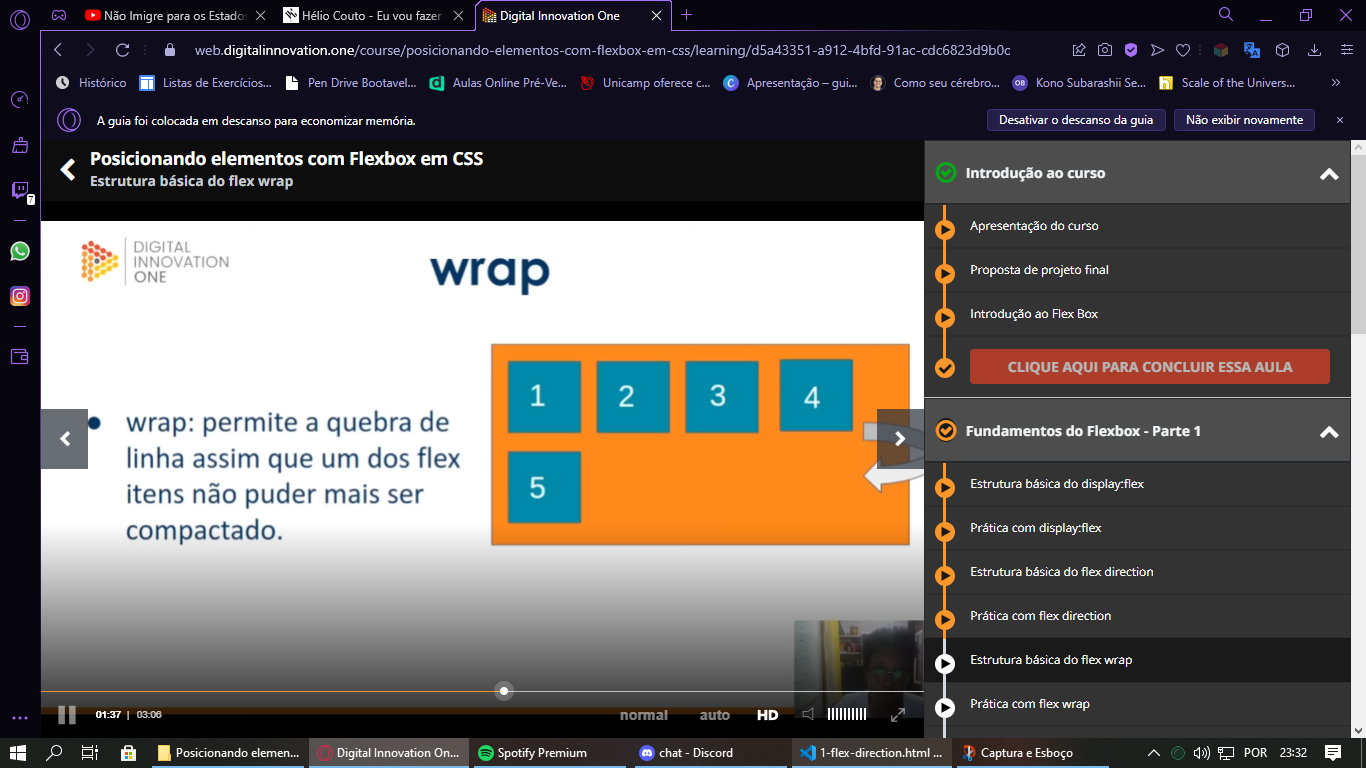 Não Imigre para os Estados
Hélio Couto - Eu vou fazer
Digital Innovation One
web.digitalinnovation.one/course/posicionando-elementos-com-flexbox-em-css/learning/d5a43351-a912-4bfd-91ac-cdc6823d9b0c
Histórico
Listas de Exercícios...
Pen Drive Bootavel...
Aulas Online Pré-Ve...
Unicamp oferece c...
Apresentação – gui...
Como seu cérebro...
OB
Kono Subarashii Se...
Scale of the Univers...
»
A guia foi colocada em descanso para economizar memória.
Desativar o descanso da guia
Não exibir novamente
7
Posicionando elementos com Flexbox em CSS
Estrutura básica do flex wrap
DIGITAL
INNOVATION
ONE
wrap
• wrap: permite a quebra de
linha assim que um dos flex
itens não puder mais ser
compactado.
1 2 3 4
5
01:37 | 03:06
normal
auto
HD
Introdução ao curso
Apresentação do curso
Proposta de projeto final
Introdução ao Flex Box
CLIQUE AQUI PARA CONCLUIR ESSA AULA
Fundamentos do Flexbox - Parte 1
Estrutura básica do display:flex
Prática com display:flex
Estrutura básica do flex direction
Prática com flex direction
Estrutura básica do flex wrap
Prática com flex wrap
Posicionando elemen...
Digital Innovation On...
Spotify Premium
chat - Discord
1-flex-direction.html ...
Captura e Esboço
POR
23:32